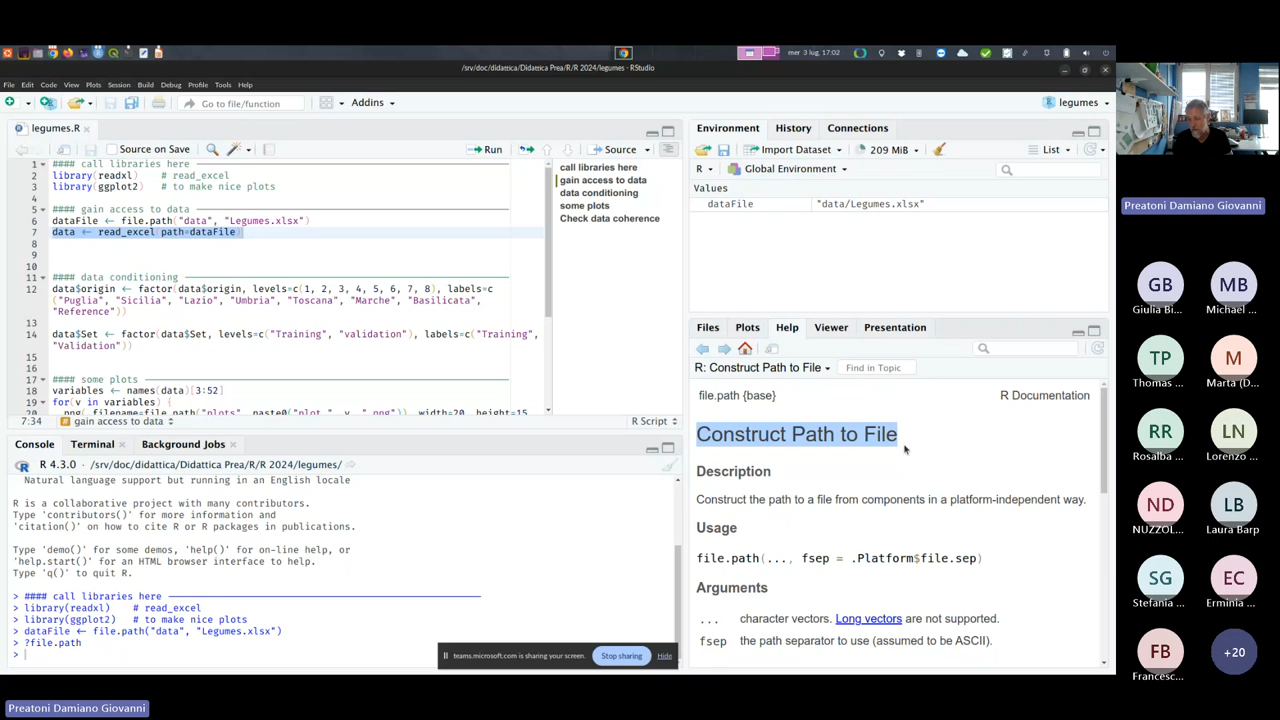 mer 3 lug, 17:02
/srv/doc/didattica/Didattica Prea/R/R 2024/legumes - RStudio
File Edit Code View Plots Session Build Debug Profile Tools Help
Go to file/function
Addins
legumes
legumes.R
Source on Save
Run
Source
1 #### call libraries here
2 library(readxl) # read_excel
3 library(ggplot2) # to make nice plots
4
5 #### gain access to data
6 dataFile ← file.path("data", "Legumes.xlsx")
7 data ← read_excel(path=dataFile)
8
9
10
11 #### data conditioning
12 data$origin ← factor(data$origin, levels=c(1, 2, 3, 4, 5, 6, 7, 8), labels=c
("Puglia", "Sicilia", "Lazio", "Umbria", "Toscana", "Marche", "Basilicata",
"Reference"))
13
14 data$Set ← factor(data$Set, levels=c("Training", "validation"), labels=c("Training",
"Validation"))
15
16
17 #### some plots
18 variables ← names(data)[3:52]
19 for(v in variables) {
20 png( filename=file.path("plots", paste0("plot_", v, ".png")), width=20, height=15,
call libraries here
gain access to data
data conditioning
some plots
Check data coherence
7:34
gain access to data
R Script
Console
Terminal
Background Jobs
R 4.3.0 · /srv/doc/didattica/Didattica Prea/R/R 2024/legumes/
Natural language support but running in an English locale
R is a collaborative project with many contributors.
Type 'contributors()' for more information and
'citation()' on how to cite R or R packages in publications.
Type 'demo()' for some demos, 'help()' for on-line help, or
'help.start()' for an HTML browser interface to help.
Type 'q()' to quit R.
> #### call libraries here
> library(readxl) # read_excel
> library(ggplot2) # to make nice plots
> dataFile ← file.path("data", "Legumes.xlsx")
> ?file.path
>
Environment History Connections
Import Dataset
209 MiB
List
R
Global Environment
Values
dataFile "data/Legumes.xlsx"
Files Plots Help Viewer Presentation
R: Construct Path to File
Find in Topic
file.path {base}
R Documentation
Construct Path to File
Description
Construct the path to a file from components in a platform-independent way.
Usage
file.path(..., fsep = .Platform$file.sep)
Arguments
... character vectors. Long vectors are not supported.
fsep the path separator to use (assumed to be ASCII).
teams.microsoft.com is sharing your screen.
Stop sharing
Hide
Preatoni Damiano Giovanni
GB
Giulia Bi...
MB
Michael ...
TP
Thomas ...
M
Marta (D...
RR
Rosalba ...
LN
Lorenzo ...
ND
NUZZOL...
LB
Laura Barp
SG
Stefania ...
EC
Erminia ...
FB
Francesc...
+20
Preatoni Damiano Giovanni